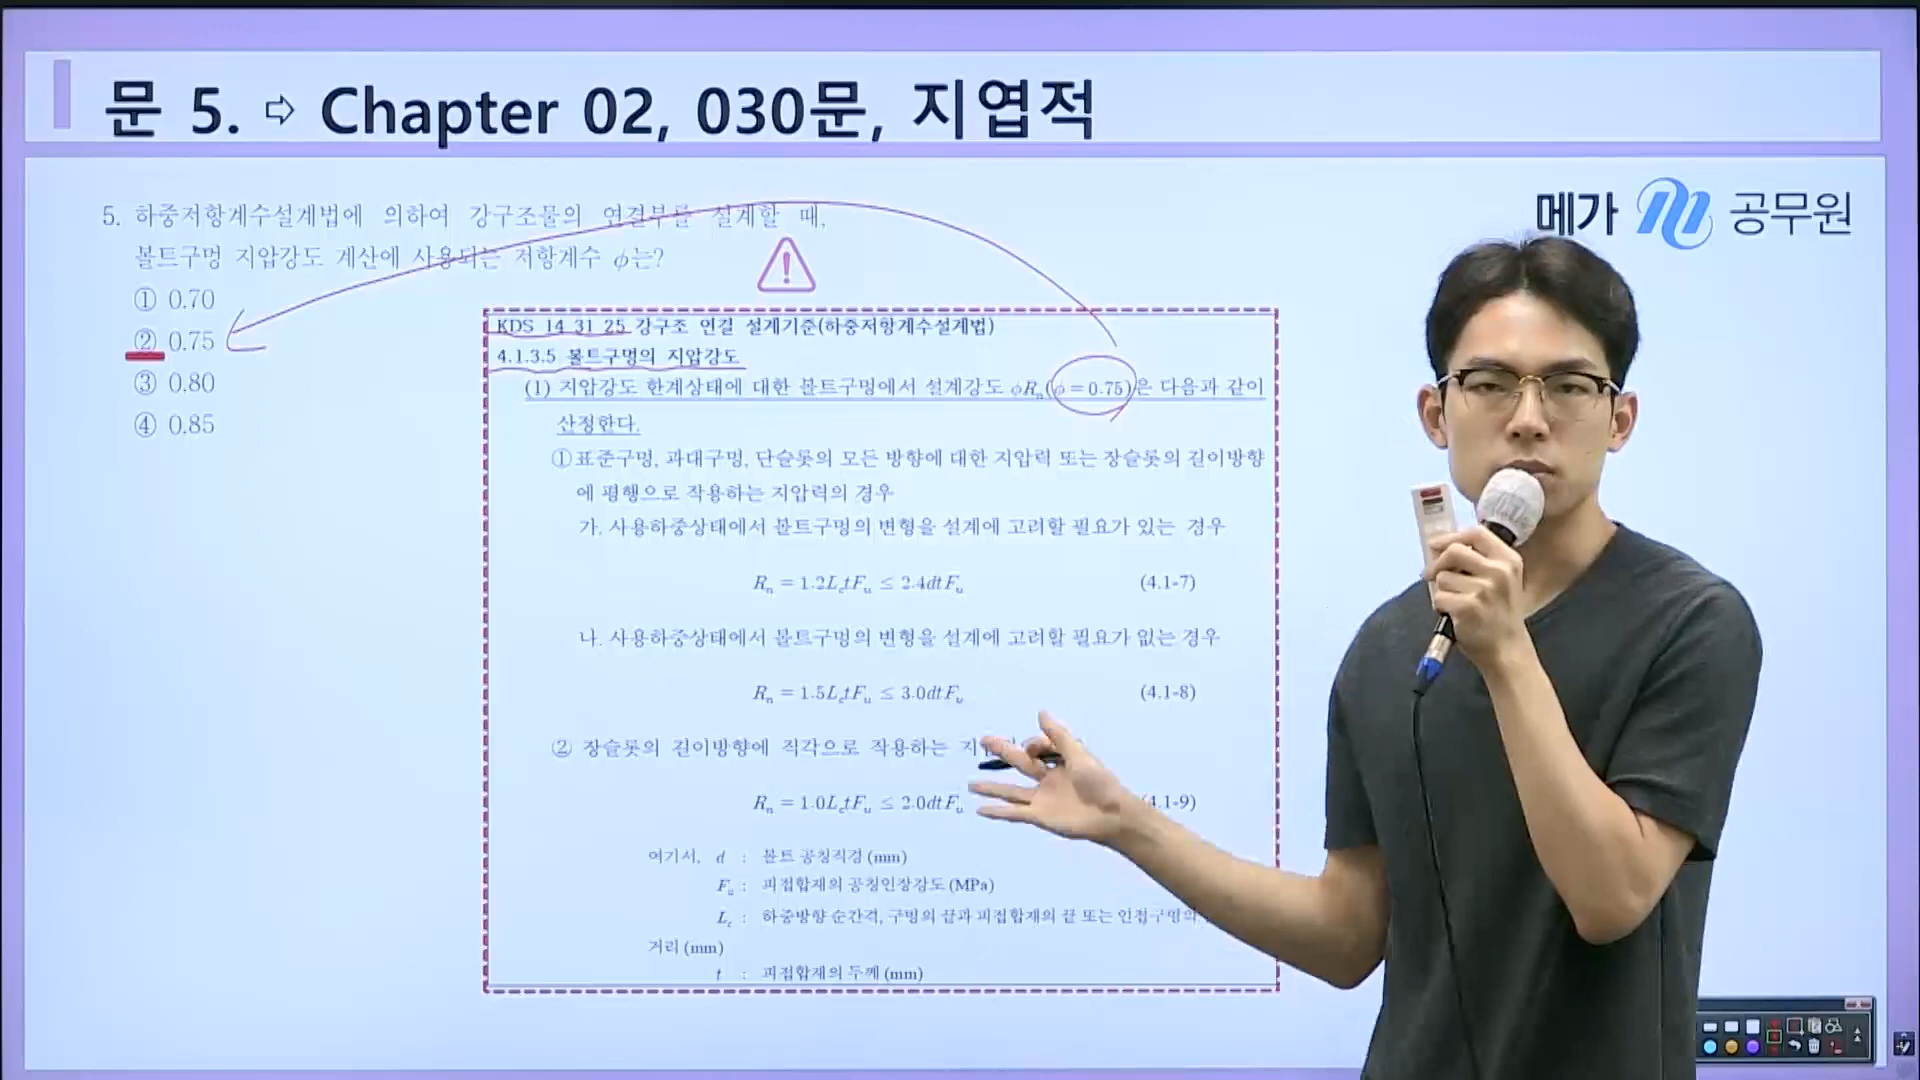 문 5. ⇨ Chapter 02, 030문, 지엽적
메가 공무원
5. 하중저항계수설계법에 의하여 강구조물의 연결부를 설계할 때,
볼트구멍 지압강도 계산에 사용되는 저항계수 ϕ는?
① 0.70
② 0.75
③ 0.80
④ 0.85
KDS 14 31 25 강구조 연결 설계기준(하중저항계수설계법)
4.1.3.5 볼트구멍의 지압강도
(1) 지압강도 한계상태에 대한 볼트구멍에서 설계강도 ϕRₙ(ϕ=0.75)은 다음과 같이
산정한다.
① 표준구멍, 과대구멍, 단슬롯의 모든 방향에 대한 지압력 또는 장슬롯의 길이방향
에 평행으로 작용하는 지압력의 경우
가. 사용하중상태에서 볼트구멍의 변형을 설계에 고려할 필요가 있는 경우
Rₙ = 1.2L꜀tFᵤ ≤ 2.4dtFᵤ (4.1-7)
나. 사용하중상태에서 볼트구멍의 변형을 설계에 고려할 필요가 없는 경우
Rₙ = 1.5L꜀tFᵤ ≤ 3.0dtFᵤ (4.1-8)
② 장슬롯의 길이방향에 직각으로 작용하는
Rₙ = 1.0L꜀tFᵤ ≤ 2.0dtFᵤ (4.1-9)
여기서, d : 볼트 공칭직경(mm)
Fᵤ : 피접합재의 공칭인장강도(MPa)
L꜀ : 하중방향 순간격, 구멍의 끝과 피접합재의 끝 또는 인접구멍의
거리(mm)
t : 피접합재의 두께(mm)